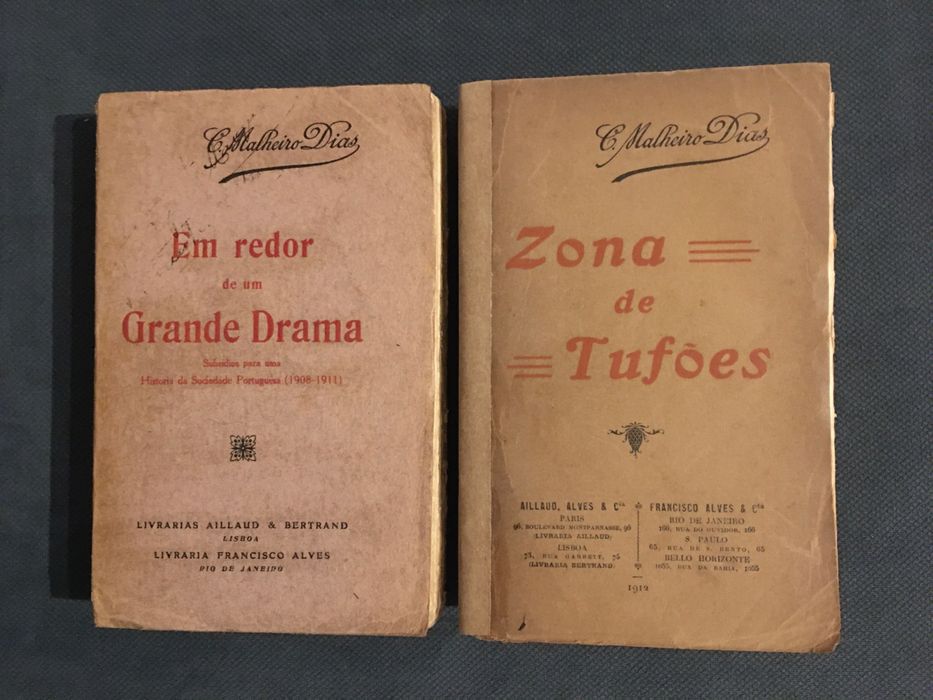 C. Malheiro Dias
Em redor
de um
Grande Drama
Subsidios para uma
Historia da Sociedade Portuguesa (1908-1911)
LIVRARIAS AILLAUD & BERTRAND
LISBOA
LIVRARIA FRANCISCO ALVES
RIO DE JANEIRO
C. Malheiro Dias
Zona
de
Tufões
AILLAUD, ALVES & Cia
PARIS
96, BOULEVARD MONTPARNASSE, 96
(LIVRARIA AILLAUD)
LISBOA
73, RUA GARRETT, 75
(LIVRARIA BERTRAND)
FRANCISCO ALVES & Cia
RIO DE JANEIRO
166, RUA DO OUVIDOR, 166
S. PAULO
65, RUA DE S. BENTO, 65
BELLO HORIZONTE
1055, RUA DA BAHIA, 1055
1912